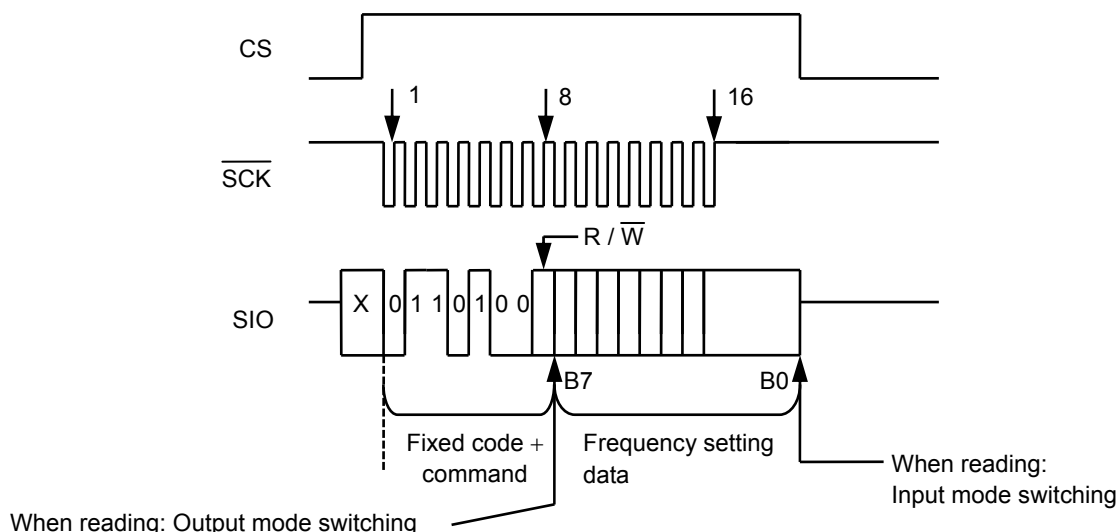 CS
1
8
16
SCK
R / W
SIO
X 0 1 1 0 1 0 0
B7
B0
Fixed code +
command
Frequency setting
data
When reading:
Input mode switching
When reading: Output mode switching